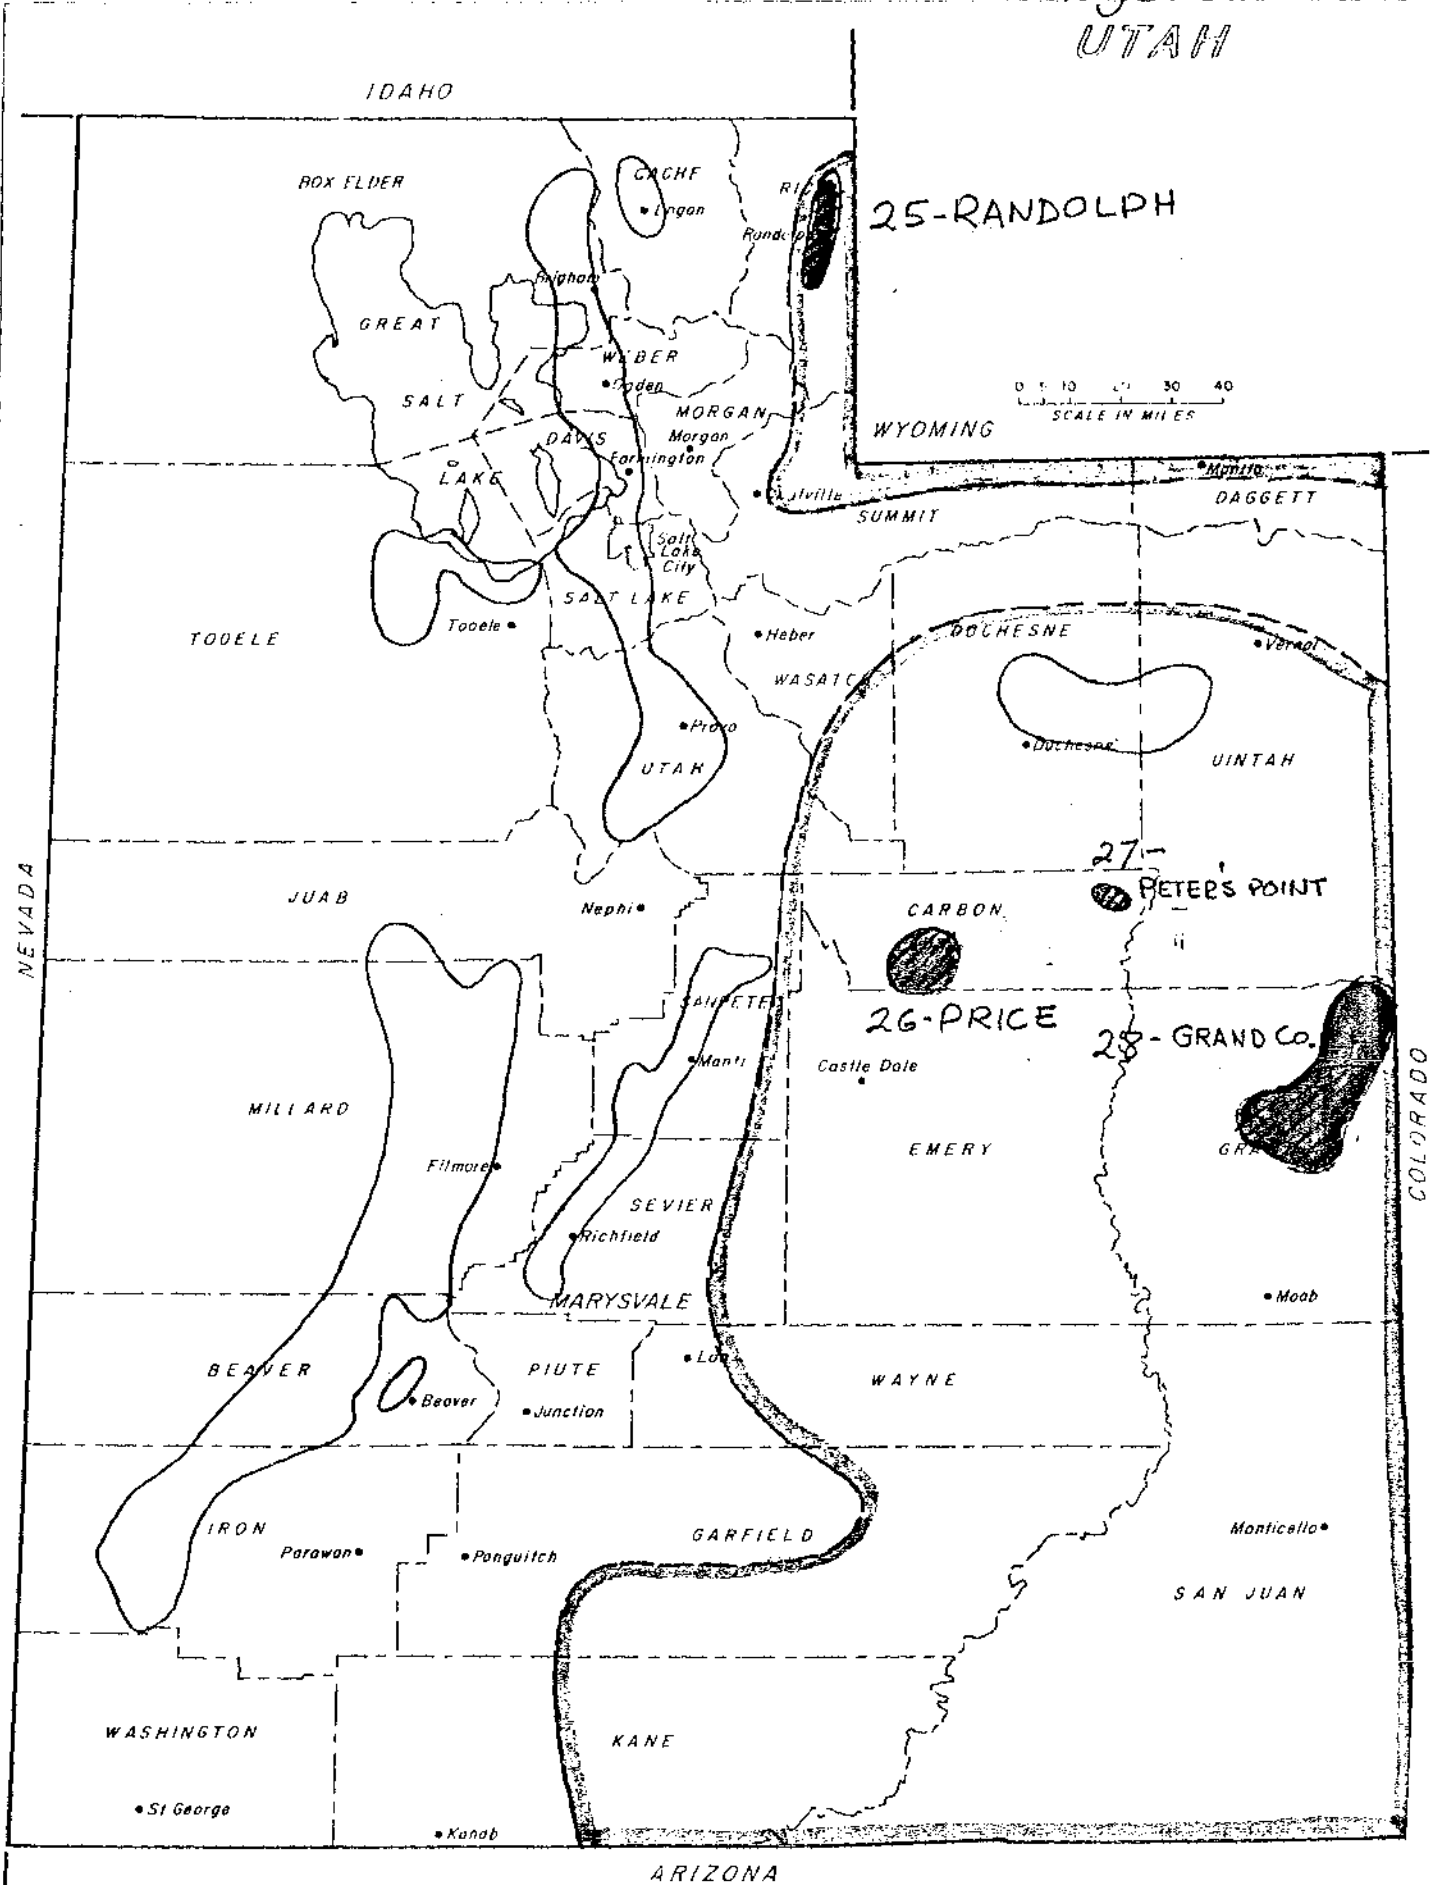 UTAH
IDAHO
BOX ELDER
CACHE
Logan
25-RANDOLPH
Brigham
GREAT
WEBER
Ogden
0 5 10 20 30 40
SCALE IN MILES
SALT
MORGAN
WYOMING
DAVIS
Morgan
Farmington
LAKE
Manila
DAGGETT
SUMMIT
Salt
Lake
City
SALT LAKE
TOOELE
Tooele
Heber
DUCHESNE
Vernal
WASATC
Provo
Duchesne
UTAH
UINTAH
27-
PETER'S POINT
NEVADA
JUAB
Nephi
CARBON
SANPETE
26-PRICE
28- GRAND CO.
Manti
Castle Dale
COLORADO
MILLARD
EMERY
GRA
Filmore
SEVIER
Richfield
MARYSVALE
Moab
BEAVER
PIUTE
WAYNE
Beaver
Junction
IRON
GARFIELD
Monticello
Parowan
Panguitch
SAN JUAN
WASHINGTON
KANE
St George
Kanab
ARIZONA